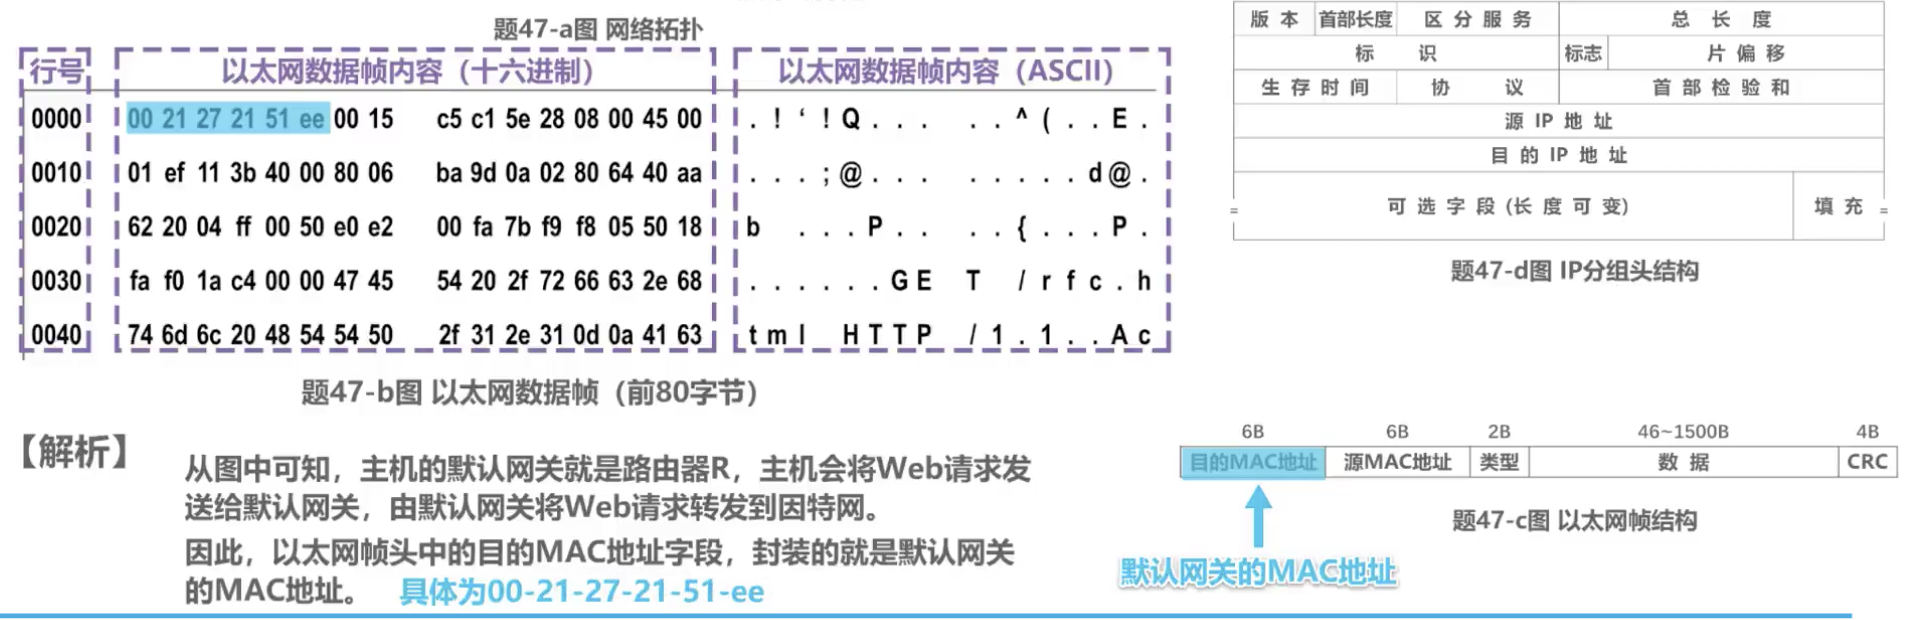 题47-a图 网络拓扑
行号 以太网数据帧内容（十六进制） 以太网数据帧内容（ASCII）
0000 00 21 27 21 51 ee 00 15 c5 c1 5e 28 08 00 45 00 . ! ‘ ! Q . . . . . ^ ( . . E .
0010 01 ef 11 3b 40 00 80 06 ba 9d 0a 02 80 64 40 aa . . . ; @ . . . . . . . . d @ .
0020 62 20 04 ff 00 50 e0 e2 00 fa 7b f9 f8 05 50 18 b . . . P . . . . { . . . P .
0030 fa f0 1a c4 00 00 47 45 54 20 2f 72 66 63 2e 68 . . . . . . G E T / r f c . h
0040 74 6d 6c 20 48 54 54 50 2f 31 2e 31 0d 0a 41 63 t m l H T T P / 1 . 1 . . A c
题47-b图 以太网数据帧（前80字节）
版 本 首部长度 区 分 服 务 总 长 度
标 识 标志 片 偏 移
生 存 时 间 协 议 首 部 检 验 和
源 IP 地 址
目 的 IP 地 址
可 选 字 段 (长 度 可 变) 填 充
题47-d图 IP分组头结构
【解析】
从图中可知，主机的默认网关就是路由器R，主机会将Web请求发
送给默认网关，由默认网关将Web请求转发到因特网。
因此，以太网帧头中的目的MAC地址字段，封装的就是默认网关
的MAC地址。 具体为00-21-27-21-51-ee
6B 6B 2B 46~1500B 4B
目的MAC地址 源MAC地址 类型 数 据 CRC
题47-c图 以太网帧结构
默认网关的MAC地址